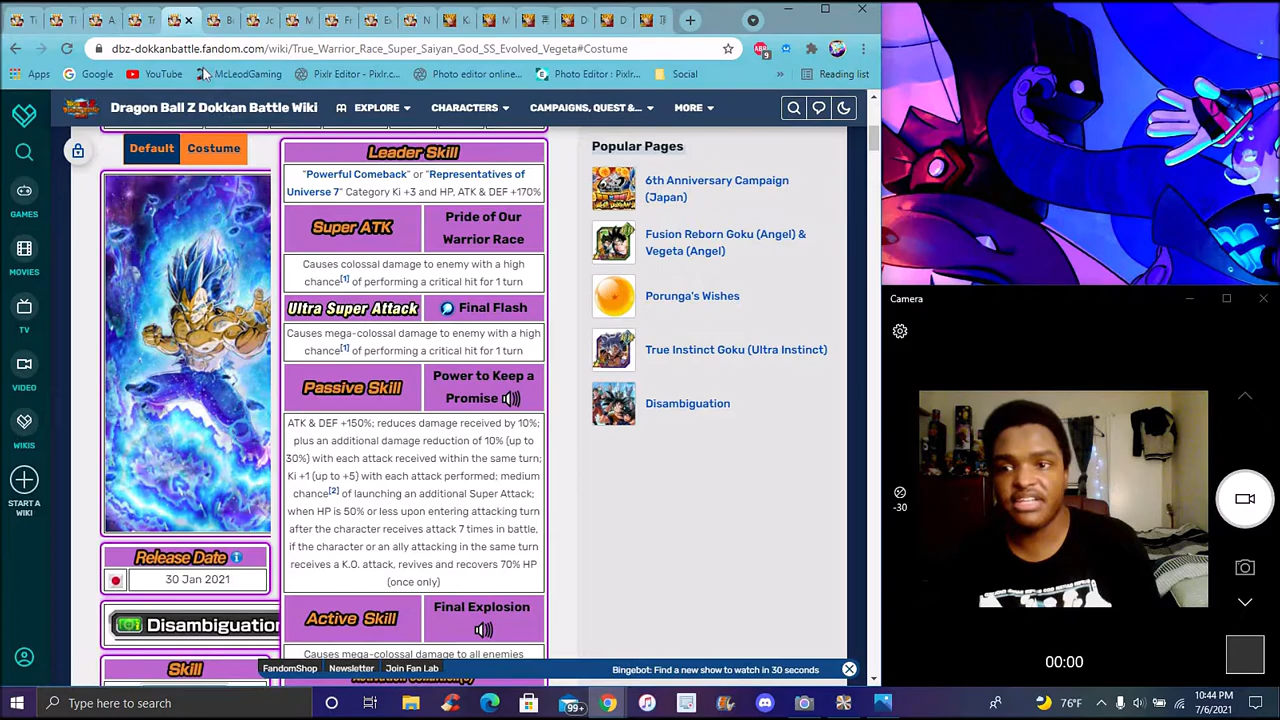 Ti
Ti
A
Tr
Bi
Jc
M
Fr
E
N
K
M
D
D
dbz-dokkanbattle.fandom.com/wiki/True_Warrior_Race_Super_Saiyan_God_SS_Evolved_Vegeta#Costume
ABP
9
Apps Google YouTube McLeodGaming Pixlr Editor - Pixlr.c... Photo editor online... Photo Editor : Pixlr... Social » Reading list
Dragon Ball Z Dokkan Battle Wiki EXPLORE CHARACTERS CAMPAIGNS, QUEST &... MORE
GAMES
MOVIES
TV
VIDEO
WIKIS
START A
WIKI
Default Costume
Release Date
30 Jan 2021
Disambiguation
Skill
Leader Skill
"Powerful Comeback" or "Representatives of
Universe 7" Category Ki +3 and HP, ATK & DEF +170%
Super ATK
Pride of Our
Warrior Race
Causes colossal damage to enemy with a high
chance[1] of performing a critical hit for 1 turn
Ultra Super Attack Final Flash
Causes mega-colossal damage to enemy with a high
chance[1] of performing a critical hit for 1 turn
Passive Skill
Power to Keep a
Promise
ATK & DEF +150%; reduces damage received by 10%;
plus an additional damage reduction of 10% (up to
30%) with each attack received within the same turn;
Ki +1 (up to +5) with each attack performed: medium
chance[2] of launching an additional Super Attack;
when HP is 50% or less upon entering attacking turn
after the character receives attack 7 times in battle,
if the character or an ally attacking in the same turn
receives a K.O. attack, revives and recovers 70% HP
(once only)
Active Skill
Final Explosion
Causes mega-colossal damage to all enemies
Popular Pages
6th Anniversary Campaign
(Japan)
Fusion Reborn Goku (Angel) &
Vegeta (Angel)
Porunga's Wishes
True Instinct Goku (Ultra Instinct)
Disambiguation
FandomShop Newsletter Join Fan Lab
Bingebot: Find a new show to watch in 30 seconds
Camera
-30
00:00
Type here to search
99+
76°F
10:44 PM
7/6/2021